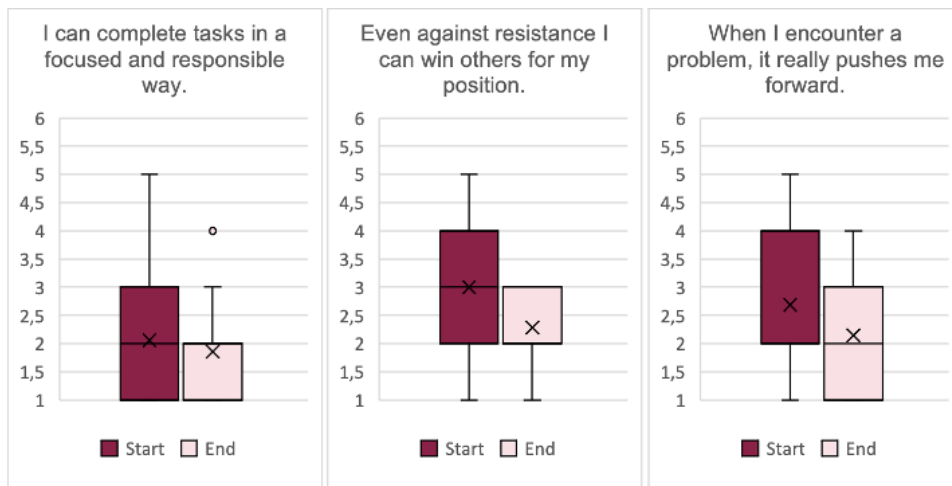 I can complete tasks in a
focused and responsible
way.
6
5,5
5
4,5
4
3,5
3
2,5
2
1,5
1
Start End
Even against resistance I
can win others for my
position.
6
5,5
5
4,5
4
3,5
3
2,5
2
1,5
1
Start End
When I encounter a
problem, it really pushes me
forward.
6
5,5
5
4,5
4
3,5
3
2,5
2
1,5
1
Start End